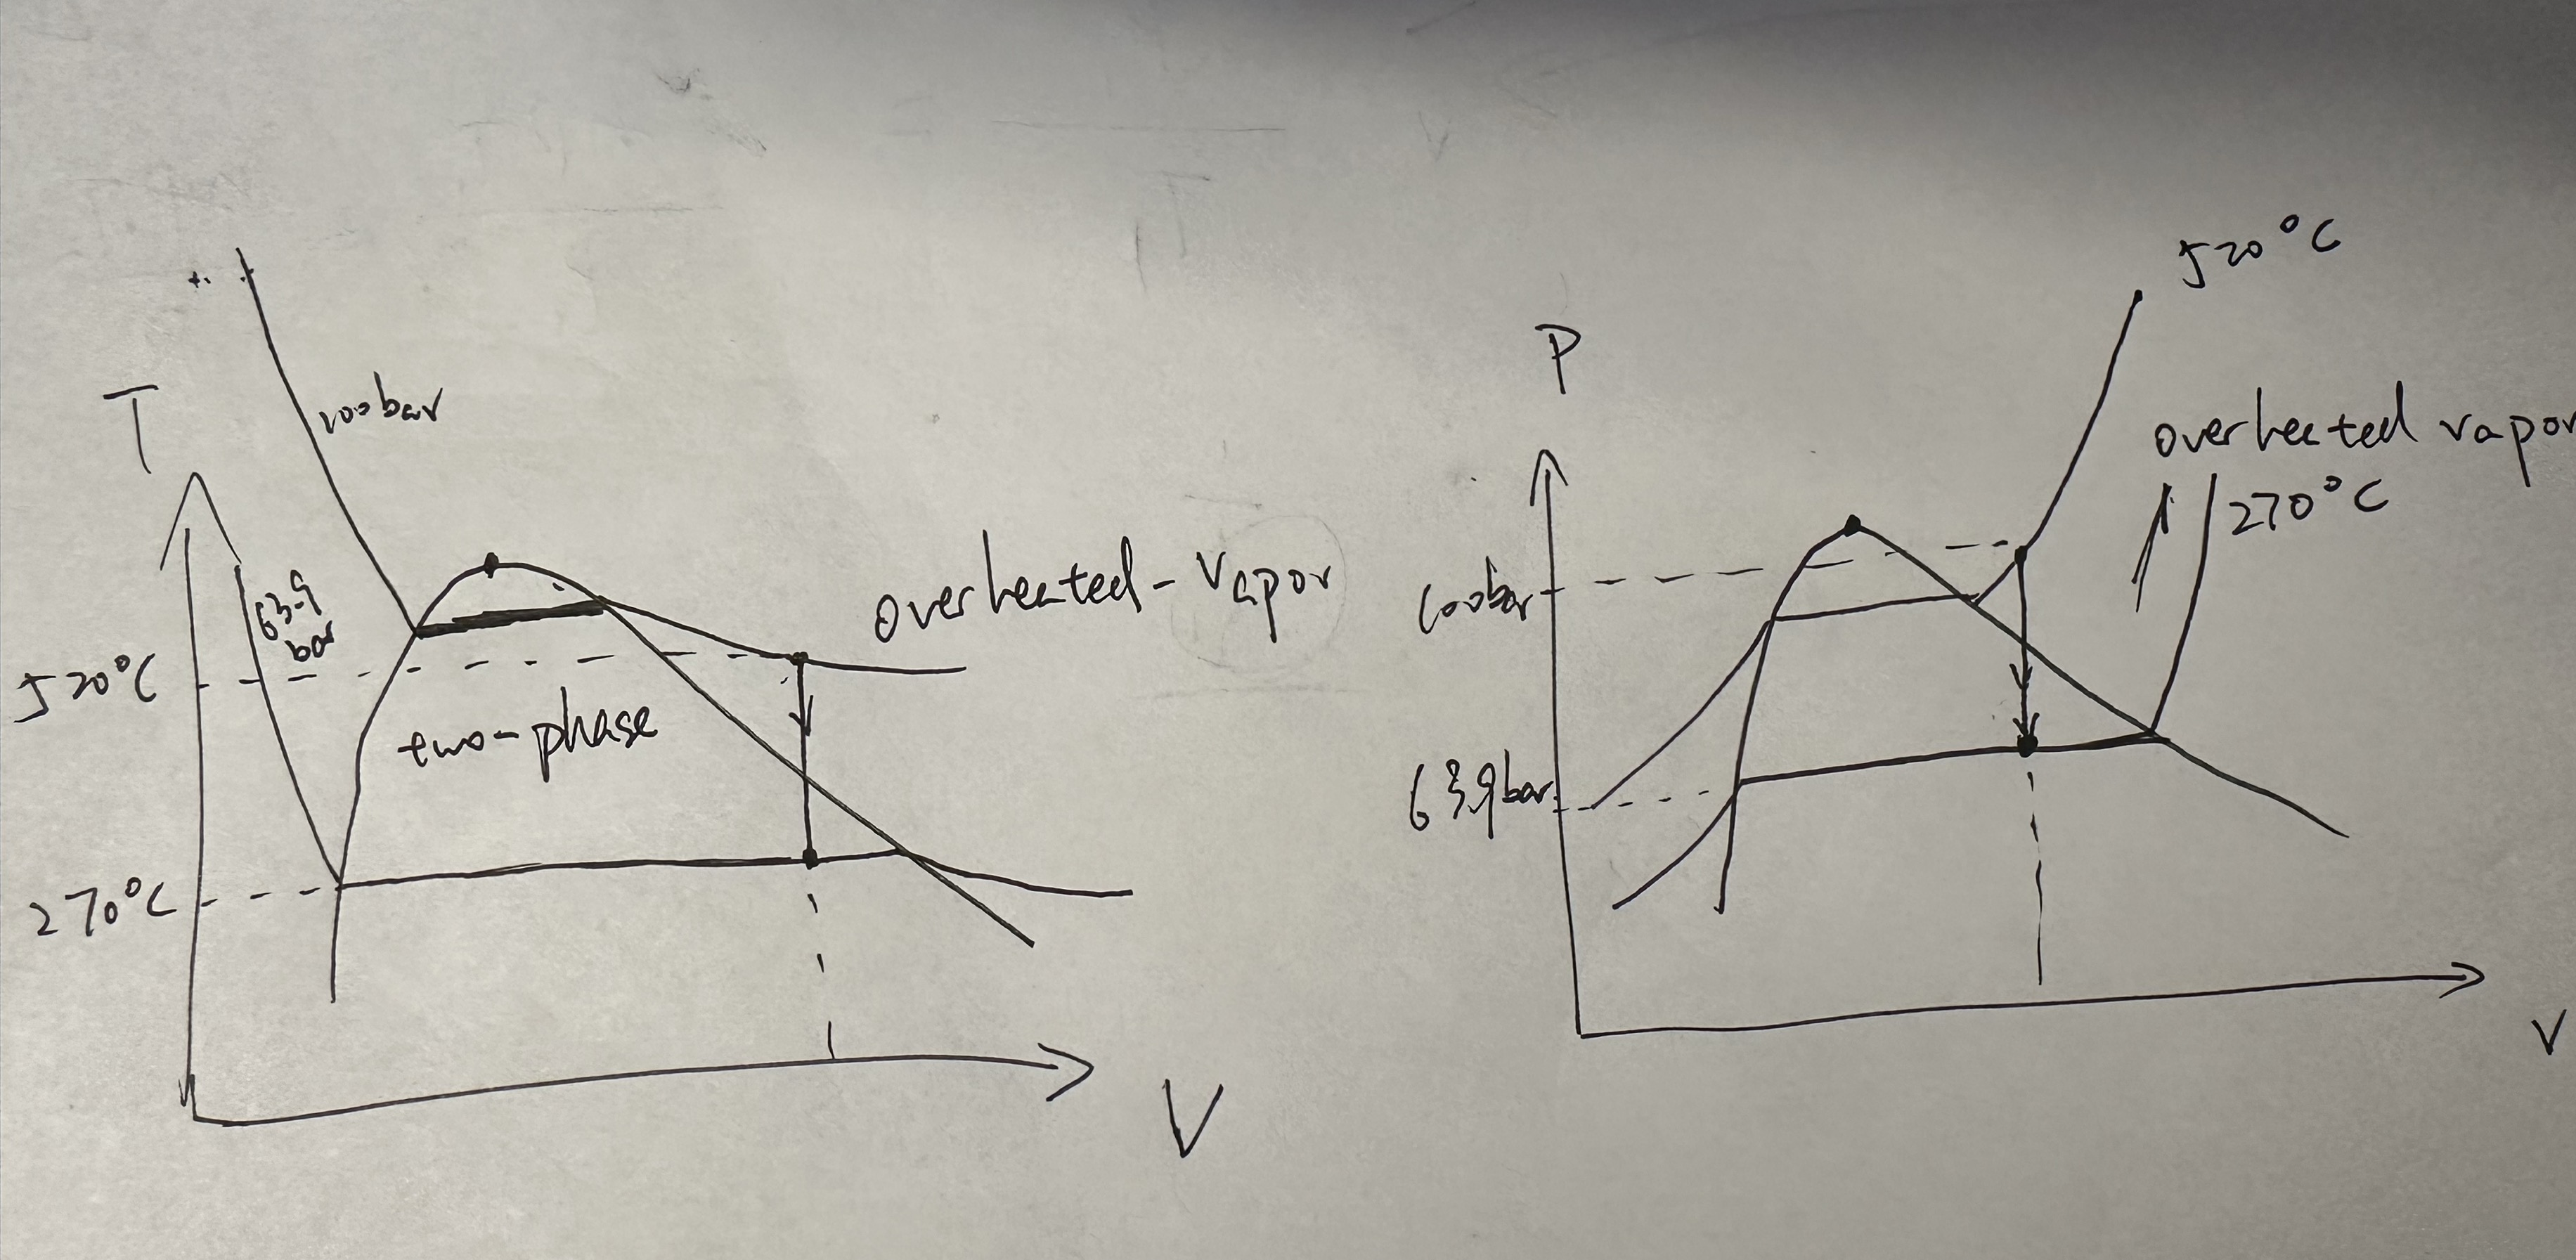 T
100bar
63.9
bar
520°C
270°C
two-phase
overheated-vapor
V
P
520°C
overheated vapor
270°C
100bar
63.9bar
V